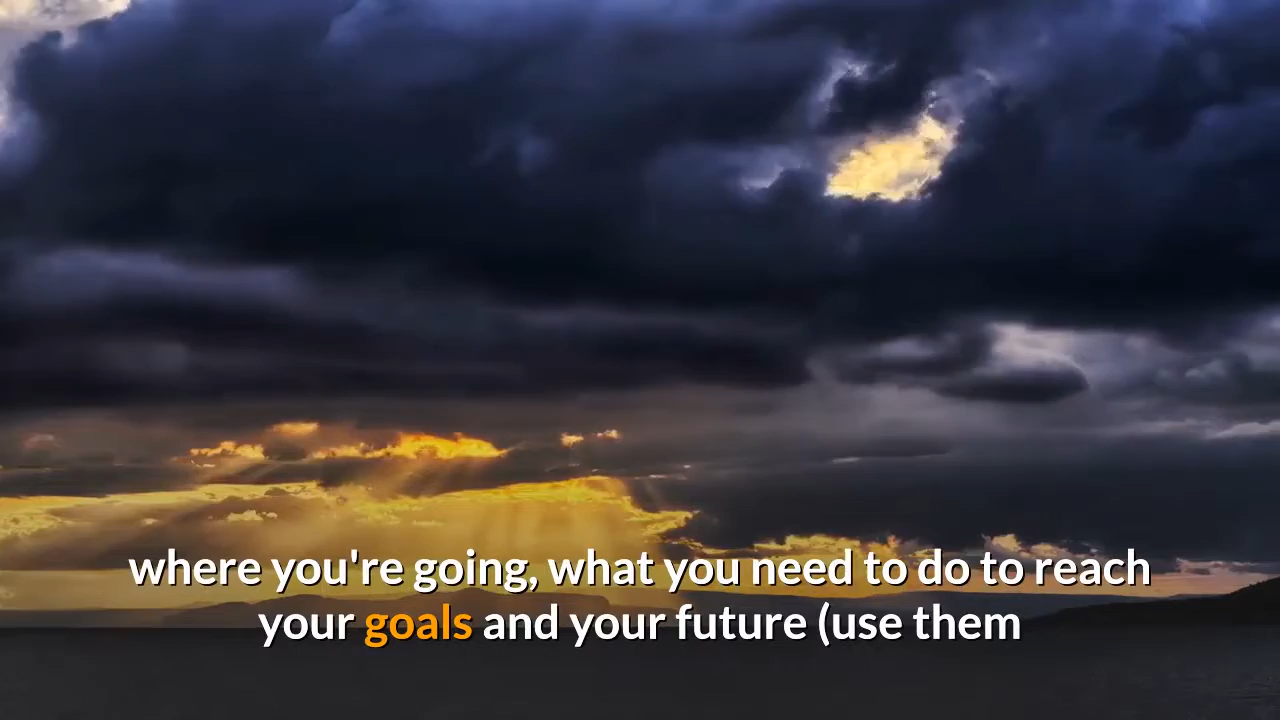 where you're going, what you need to do to reach
your goals and your future (use them